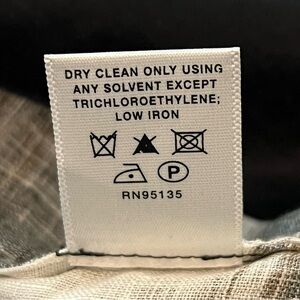 DRY CLEAN ONLY USING
ANY SOLVENT EXCEPT
TRICHLOROETHYLENE;
LOW IRON
P
RN95135